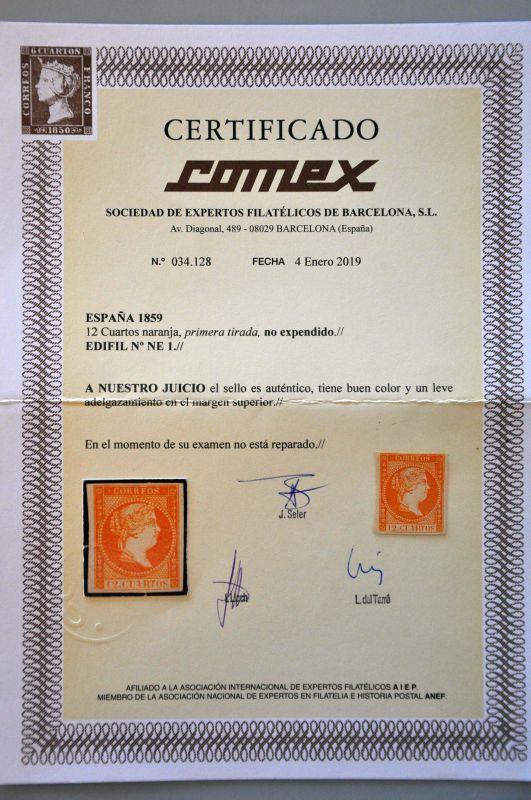 6 CUARTOS
CORREOS
FRANCO
1850
CERTIFICADO
comex
SOCIEDAD DE EXPERTOS FILATÉLICOS DE BARCELONA, S.L.
Av. Diagonal, 489 - 08029 BARCELONA (España)
N.º 034.128 FECHA 4 Enero 2019
ESPAÑA 1859
12 Cuartos naranja, primera tirada, no expendido.//
EDIFIL Nº NE 1.//
A NUESTRO JUICIO el sello es auténtico, tiene buen color y un leve
adelgazamiento en el margen superior.//
En el momento de su examen no está reparado.//
CORREOS
12.CUARTOS
CORREOS
12.CUARTOS
J. Seler
L. del Tarré
AFILIADO A LA ASOCIACIÓN INTERNACIONAL DE EXPERTOS FILATÉLICOS A I E P.
MIEMBRO DE LA ASOCIACIÓN NACIONAL DE EXPERTOS EN FILATELIA E HISTORIA POSTAL ANEF.